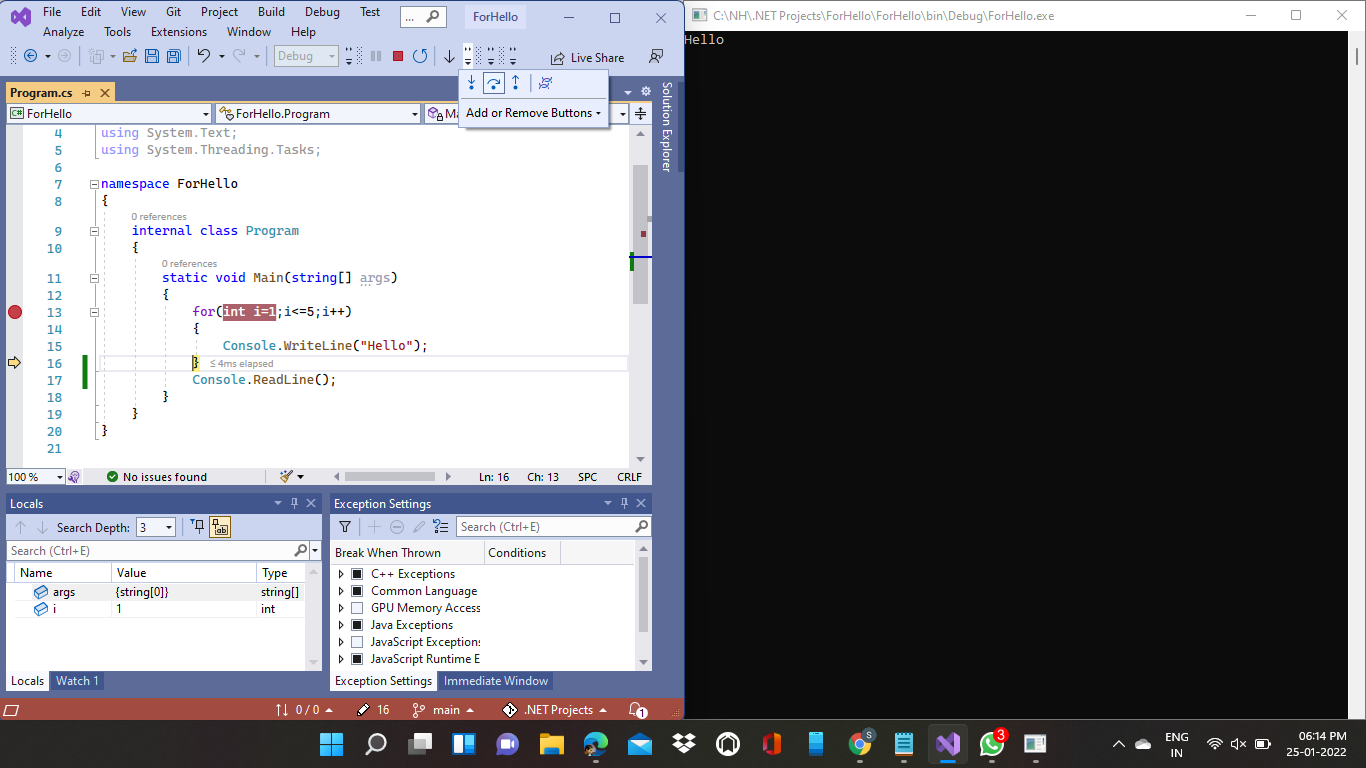 File Edit View Git Project Build Debug Test ... ForHello
Analyze Tools Extensions Window Help
Debug Live Share
Add or Remove Buttons
Program.cs
ForHello ForHello.Program Ma
Solution Explorer
4 using System.Text;
5 using System.Threading.Tasks;
6
7 namespace ForHello
8 {
0 references
9 internal class Program
10 {
0 references
11 static void Main(string[] args)
12 {
13 for(int i=1;i<=5;i++)
14 {
15 Console.WriteLine("Hello");
16 } ≤ 4ms elapsed
17 Console.ReadLine();
18 }
19 }
20 }
21
100 % No issues found Ln: 16 Ch: 13 SPC CRLF
Locals
Search Depth: 3
Search (Ctrl+E)
Name Value Type
args {string[0]} string[]
i 1 int
Locals Watch 1
Exception Settings
Search (Ctrl+E)
Break When Thrown Conditions
C++ Exceptions
Common Language
GPU Memory Access
Java Exceptions
JavaScript Exceptions
JavaScript Runtime E
Exception Settings Immediate Window
0 / 0 16 main .NET Projects 1
C:\NH\.NET Projects\ForHello\ForHello\bin\Debug\ForHello.exe
Hello
S 3 ENG
IN
06:14 PM
25-01-2022